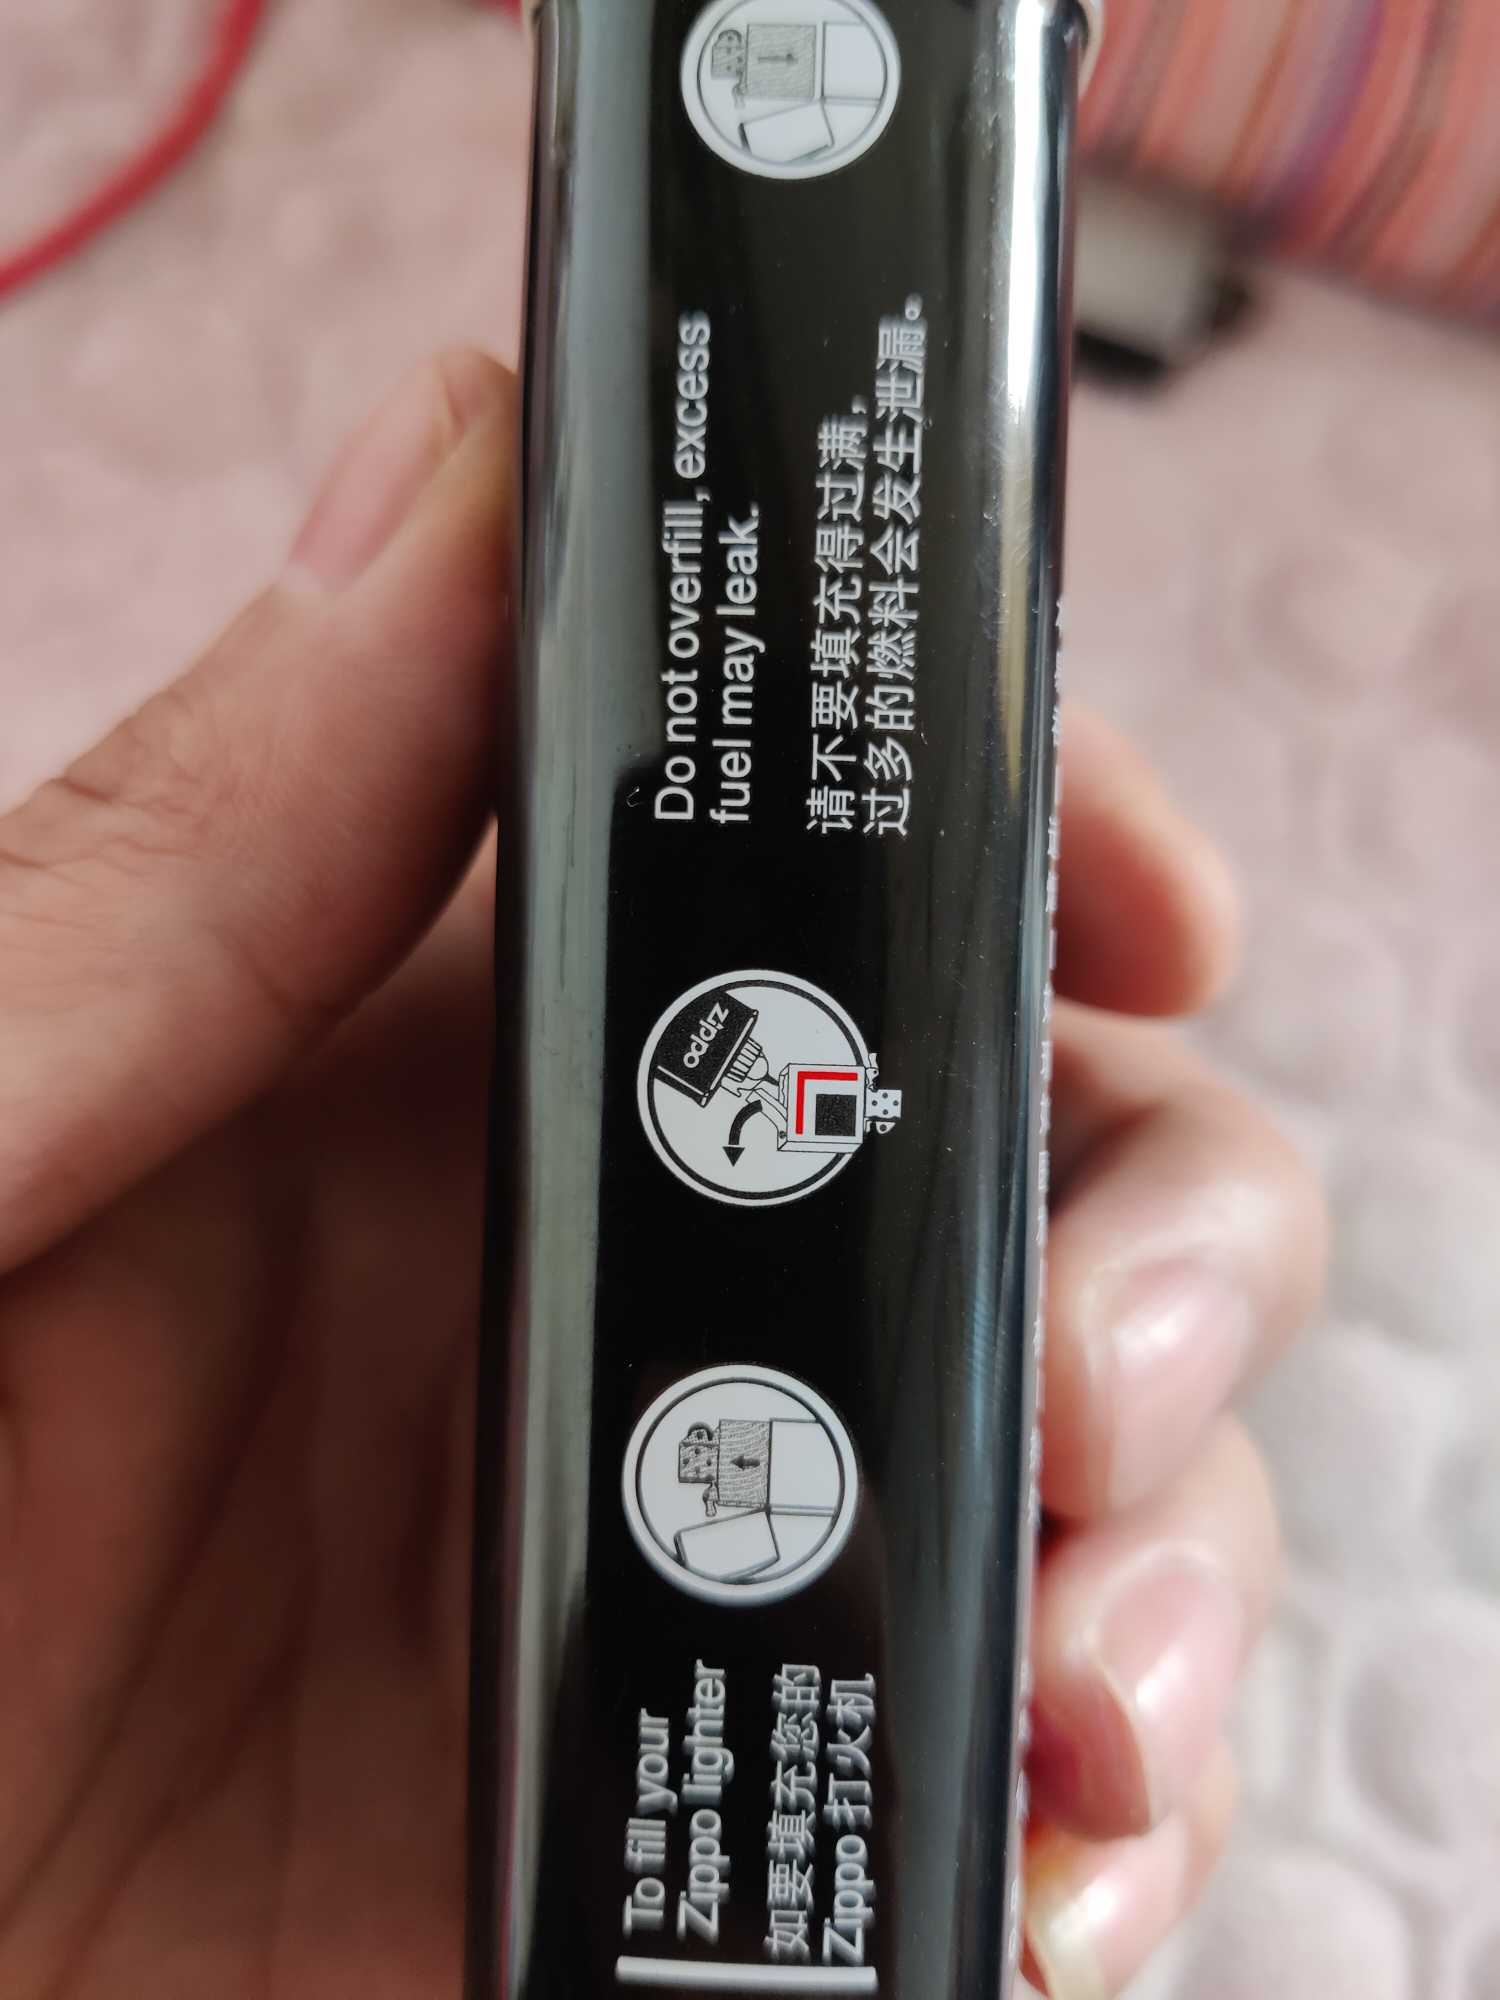 To fill your
Zippo lighter
如要填充您的
Zippo 打火机
zippo
Do not overfill, excess
fuel may leak.
请不要填充得过满，
过多的燃料会发生泄漏。